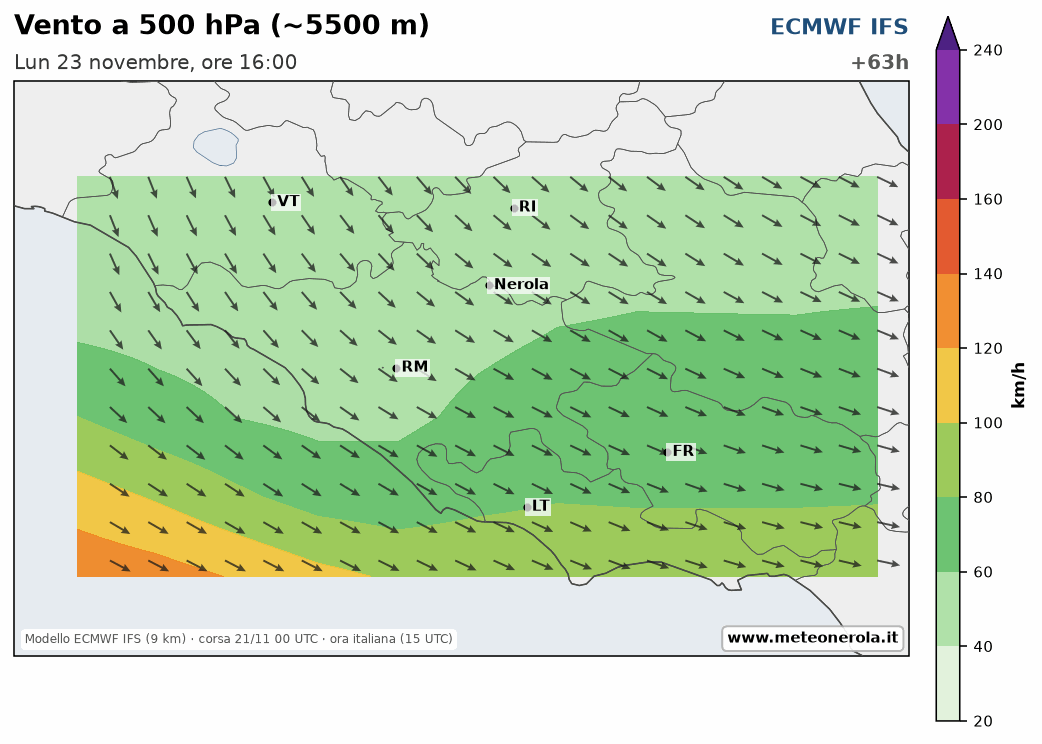 Vento a 500 hPa (~5500 m)
ECMWF IFS
Lun 23 novembre, ore 16:00
+63h
VT
RI
Nerola
RM
FR
LT
Modello ECMWF IFS (9 km) · corsa 21/11 00 UTC · ora italiana (15 UTC)
www.meteonerola.it
240
200
160
140
120
100
80
60
40
20
km/h